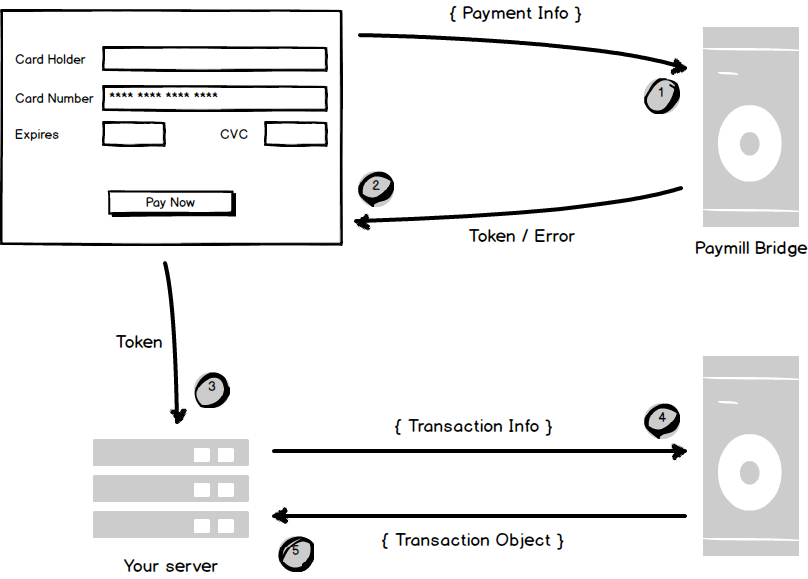 { Payment Info }
Card Holder
Card Number **** **** **** ****
Expires CVC
Pay Now
1
2
Token / Error
Paymill Bridge
Token
3
{ Transaction Info }
4
{ Transaction Object }
5
Your server